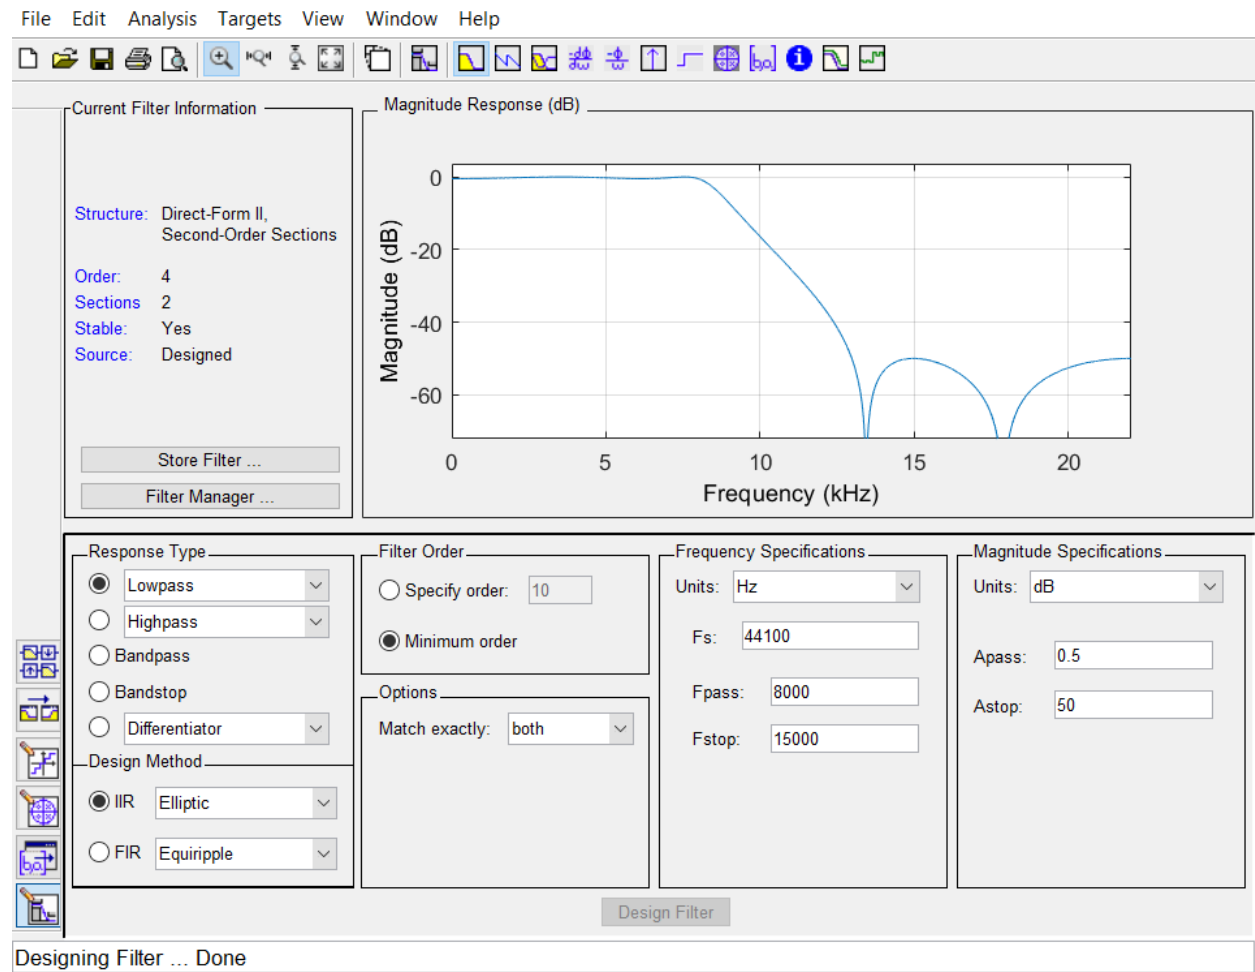 File Edit Analysis Targets View Window Help
Current Filter Information
Structure: Direct-Form II,
Second-Order Sections
Order: 4
Sections 2
Stable: Yes
Source: Designed
Store Filter ...
Filter Manager ...
Magnitude Response (dB)
Magnitude (dB)
0
-20
-40
-60
0 5 10 15 20
Frequency (kHz)
Response Type
Lowpass
Highpass
Bandpass
Bandstop
Differentiator
Design Method
IIR Elliptic
FIR Equiripple
Filter Order
Specify order: 10
Minimum order
Options
Match exactly: both
Frequency Specifications
Units: Hz
Fs: 44100
Fpass: 8000
Fstop: 15000
Magnitude Specifications
Units: dB
Apass: 0.5
Astop: 50
Design Filter
Designing Filter ... Done